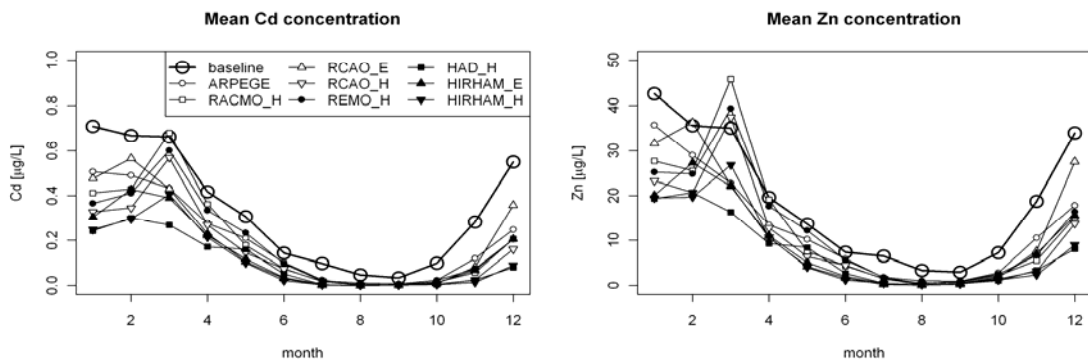 Mean Cd concentration
Cd [µg/L]
1.0
0.8
0.6
0.4
0.2
0.0
baseline
ARPEGE
RACMO_H
RCAO_E
RCAO_H
REMO_H
HAD_H
HIRHAM_E
HIRHAM_H
2 4 6 8 10 12
month
Mean Zn concentration
Zn [µg/L]
50
40
30
20
10
0
2 4 6 8 10 12
month